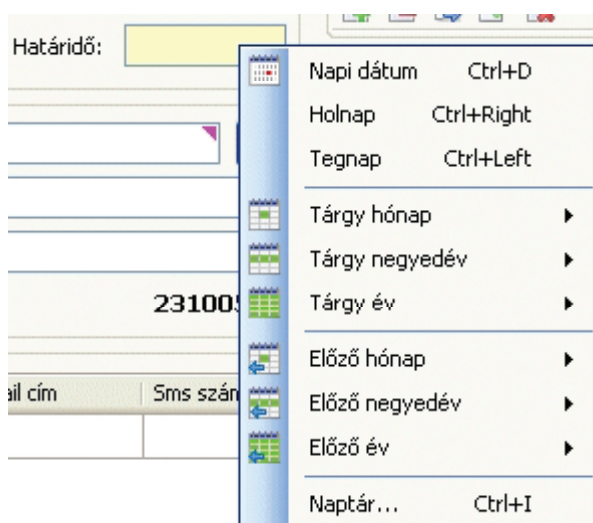 Határidő:
Napi dátum Ctrl+D
Holnap Ctrl+Right
Tegnap Ctrl+Left
Tárgy hónap
Tárgy negyedév
Tárgy év
Előző hónap
Előző negyedév
Előző év
Naptár... Ctrl+I
231005
ail cím Sms szám